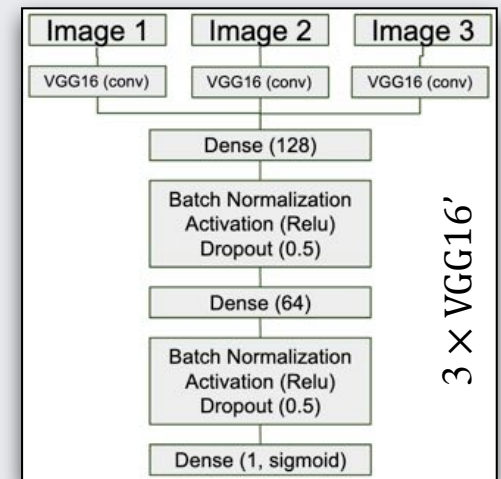 Image 1 Image 2 Image 3
VGG16 (conv) VGG16 (conv) VGG16 (conv)
Dense (128)
Batch Normalization
Activation (Relu)
Dropout (0.5)
Dense (64)
Batch Normalization
Activation (Relu)
Dropout (0.5)
Dense (1, sigmoid)
3 × VGG16’